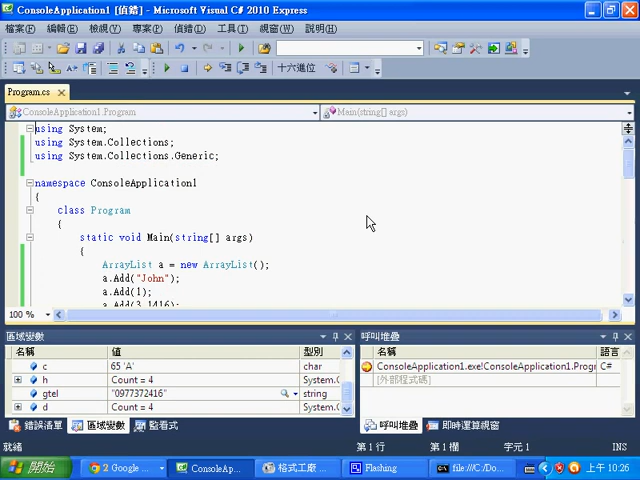 ConsoleApplication1 (偵錯) - Microsoft Visual C# 2010 Express
檔案(F) 編輯(E) 檢視(V) 專案(P) 偵錯(D) 工具(T) 視窗(W) 說明(H)
十六進位
Program.cs
ConsoleApplication1.Program
Main(string[] args)
using System;
using System.Collections;
using System.Collections.Generic;
namespace ConsoleApplication1
{
class Program
{
static void Main(string[] args)
{
ArrayList a = new ArrayList();
a.Add("John");
a.Add(1);
a.Add(3.1416);
100 %
區域變數
名稱 值 型別
c 65 'A' char
h Count = 4 System.C
gtel "0977372416" string
d Count = 4 System.C
錯誤清單 區域變數 監看式
呼叫堆疊
名稱 語言
ConsoleApplication1.exe!ConsoleApplication1.Progr C#
[外部程式碼]
呼叫堆疊 即時運算視窗
就緒 第 1 行 第 1 欄 字元 1 INS
開始 2 Google ... ConsoleAp... 格式工廠 ... Flashing file:///C:/Do... 上午 10:26